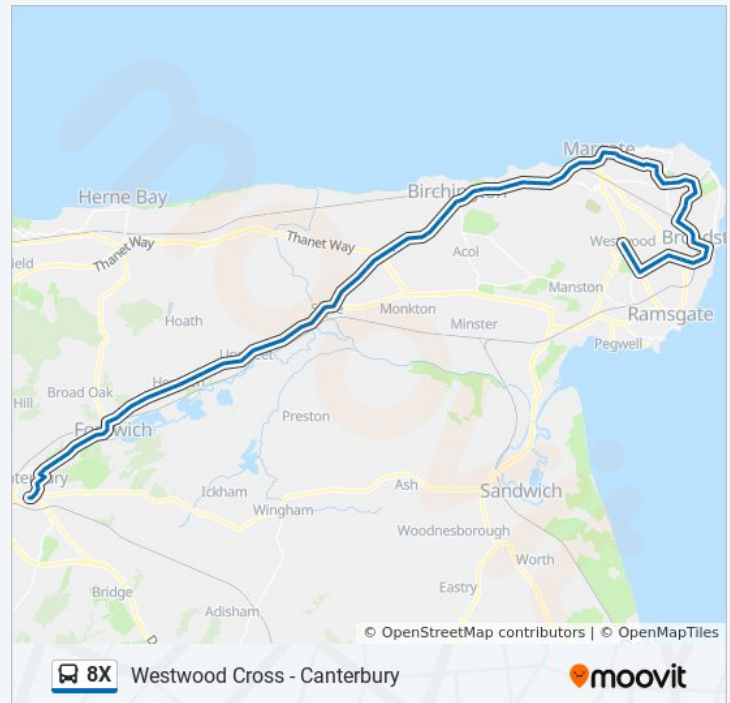 Margate
Herne Bay
Birchington
Thanet Way
Thanet Way
Westwood
Broadst
Acol
field
Manston
Hoath
Monkton
Ramsgate
Minster
Pegwell
Broad Oak
Hill
Preston
Fordwich
Ickham
Ash
Sandwich
Wingham
Woodnesborough
Worth
Bridge
Eastry
Adisham
© OpenStreetMap contributors | © OpenMapTiles
8X Westwood Cross - Canterbury
moovit